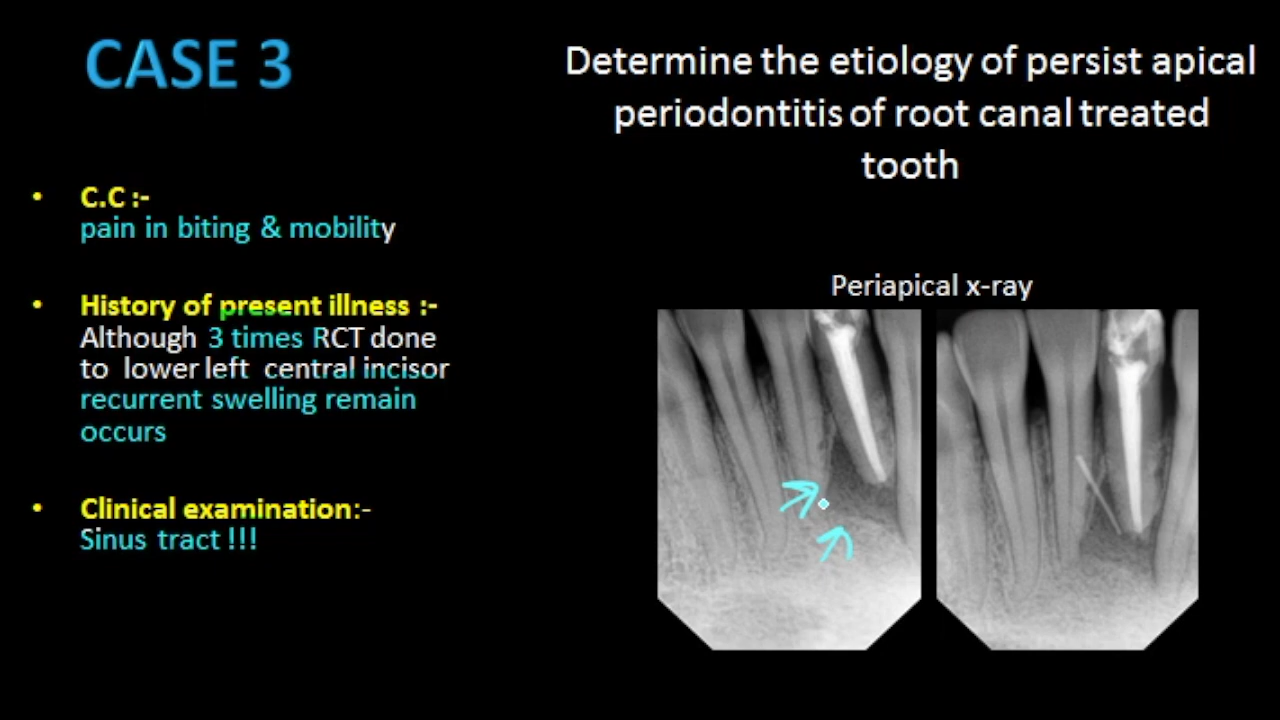 CASE 3
Determine the etiology of persist apical
periodontitis of root canal treated
tooth
• C.C :-
pain in biting & mobility
• History of present illness :-
Although 3 times RCT done
to lower left central incisor
recurrent swelling remain
occurs
• Clinical examination:-
Sinus tract !!!
Periapical x-ray